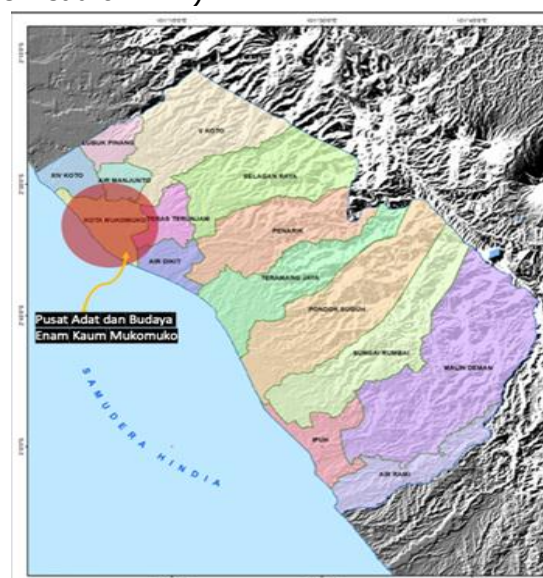 V KOTO
LUBUK PINANG
XIV KOTO
AIR MANJUNTO
SELAGAN RAYA
KOTA MUKOMUKO
TERAS TERUNJAM
PENARIK
AIR DIKIT
TERAMANG JAYA
PONDOK SUGUH
Pusat Adat dan Budaya
Enam Kaum Mukomuko
SUNGAI RUMBAI
MALIN DEMAN
IPUH
AIR RAMI
SAMUDERA HINDIA